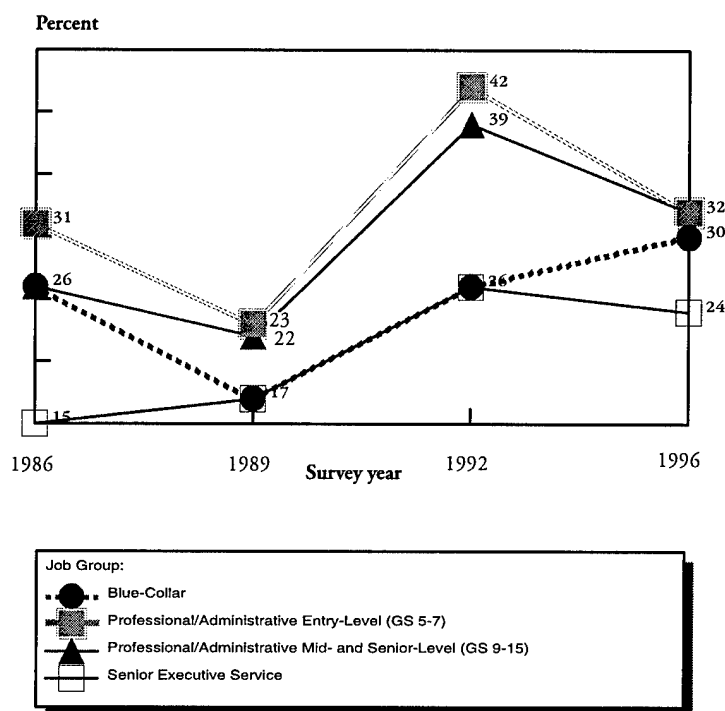 Percent
42
39
31
32
30
26
26
24
23
22
17
15
1986 1989 1992 1996
Survey year
Job Group:
Blue-Collar
Professional/Administrative Entry-Level (GS 5-7)
Professional/Administrative Mid- and Senior-Level (GS 9-15)
Senior Executive Service